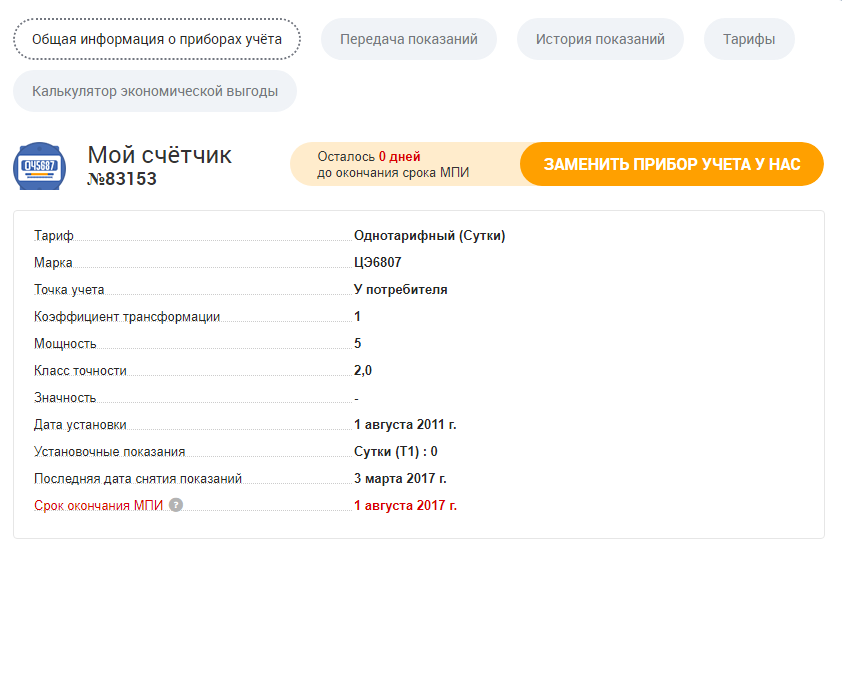 Общая информация о приборах учёта
Передача показаний
История показаний
Тарифы
Калькулятор экономической выгоды
045687
Мой счётчик
№83153
Осталось 0 дней
до окончания срока МПИ
ЗАМЕНИТЬ ПРИБОР УЧЕТА У НАС
Тариф Однотарифный (Сутки)
Марка ЦЭ6807
Точка учета У потребителя
Коэффициент трансформации 1
Мощность 5
Класс точности 2,0
Значность -
Дата установки 1 августа 2011 г.
Установочные показания Сутки (Т1) : 0
Последняя дата снятия показаний 3 марта 2017 г.
Срок окончания МПИ ? 1 августа 2017 г.